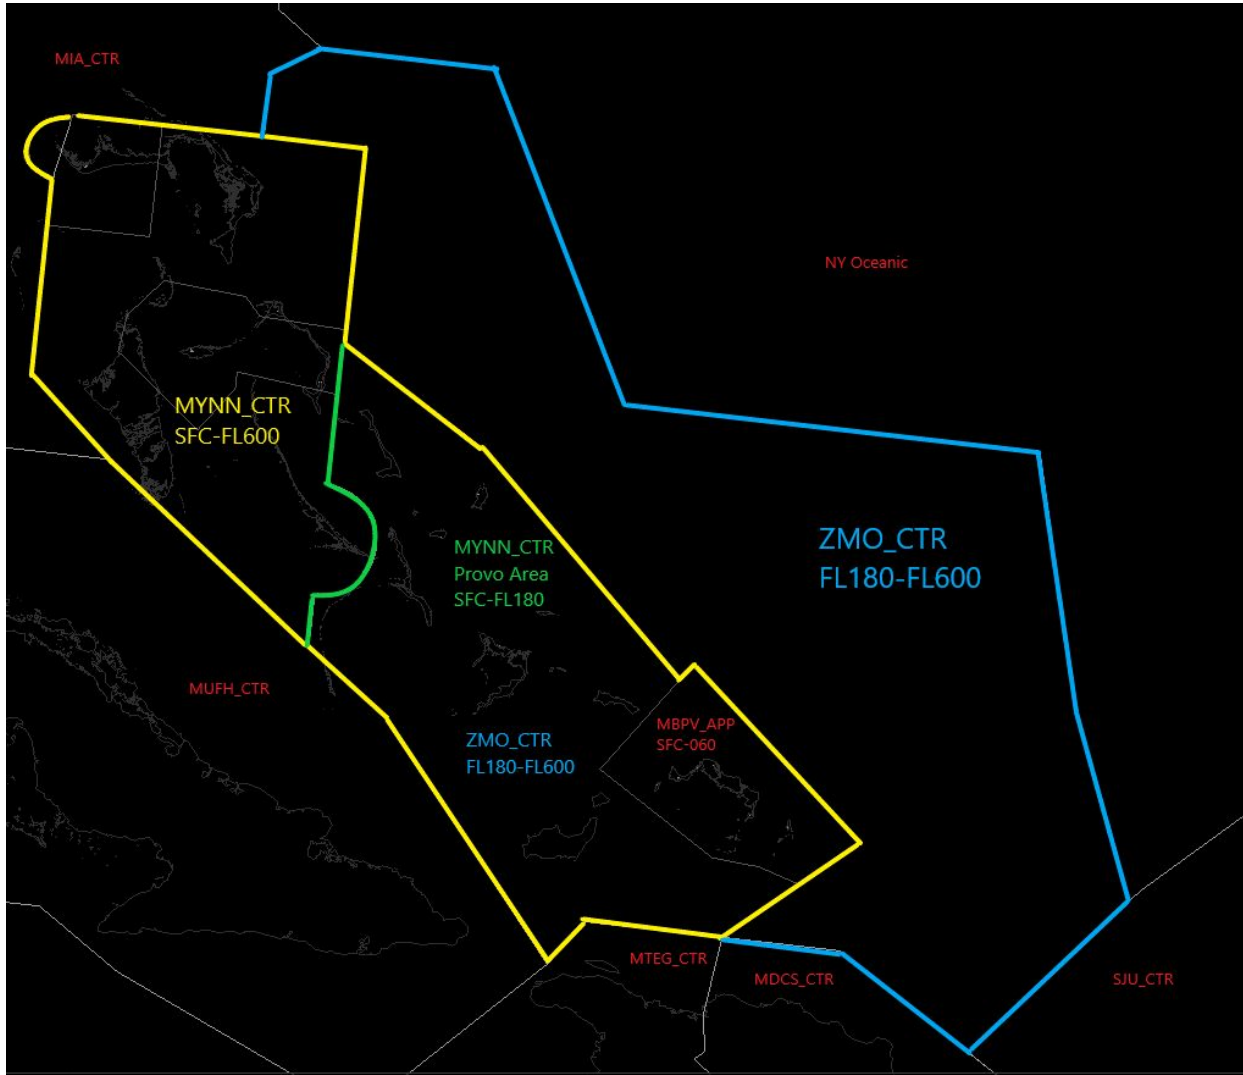 MIA_CTR
NY Oceanic
MYNN_CTR
SFC-FL600
ZMO_CTR
FL180-FL600
MYNN_CTR
Provo Area
SFC-FL180
MUFH_CTR
MBPV_APP
SFC-060
ZMO_CTR
FL180-FL600
MTEG_CTR
MDCS_CTR
SJU_CTR